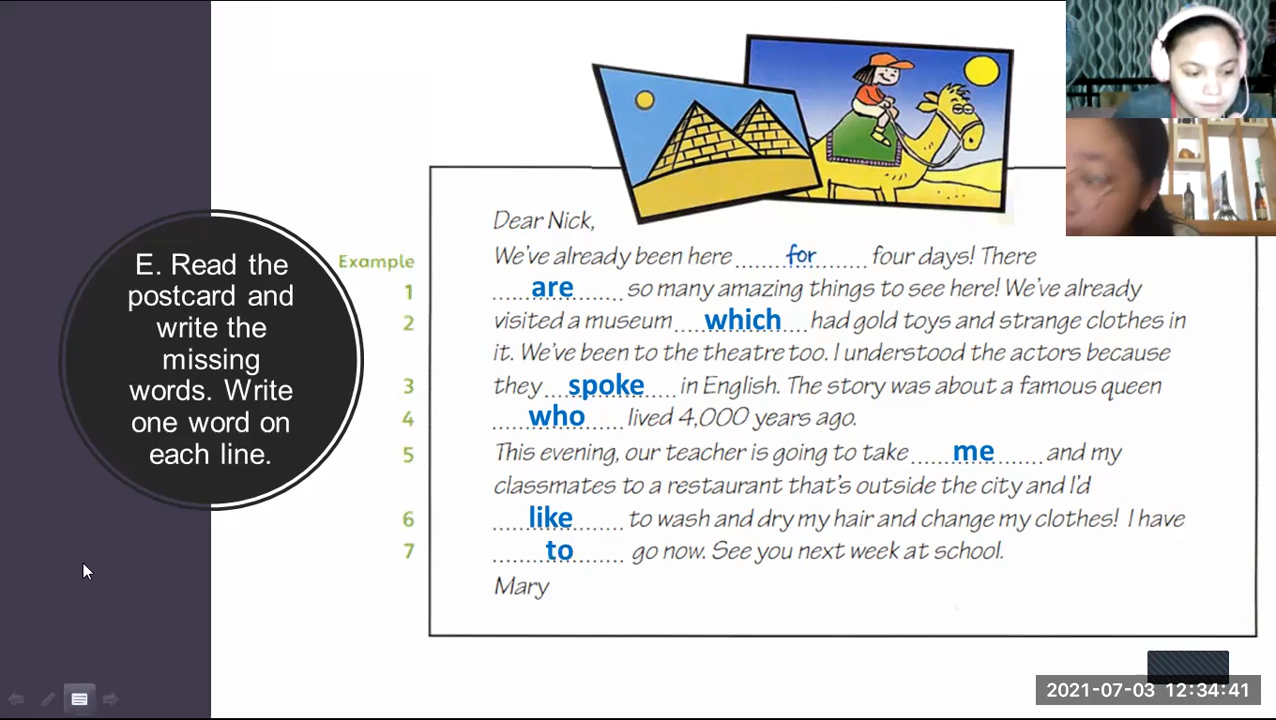 E. Read the
postcard and
write the
missing
words. Write
one word on
each line.
Dear Nick,
Example We've already been here for four days! There
1 are so many amazing things to see here! We've already
2 visited a museum which had gold toys and strange clothes in
it. We've been to the theatre too. I understood the actors because
3 they spoke in English. The story was about a famous queen
4 who lived 4,000 years ago.
5 This evening, our teacher is going to take me and my
classmates to a restaurant that's outside the city and I'd
6 like to wash and dry my hair and change my clothes! I have
7 to go now. See you next week at school.
Mary
2021-07-03 12:34:41